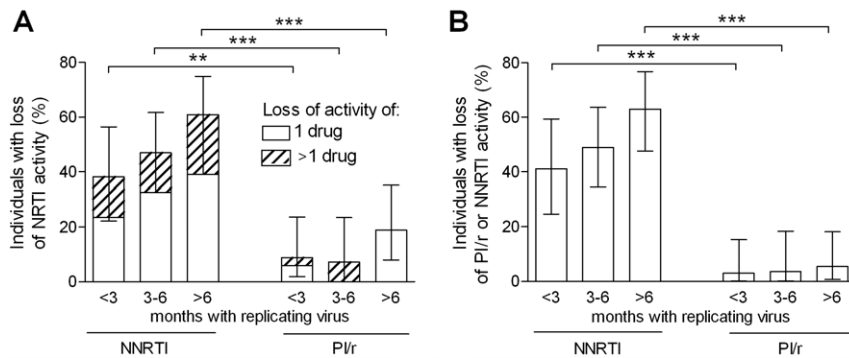 A
***
***
**
Individuals with loss
of NRTI activity (%)
80
60
40
20
0
Loss of activity of:
1 drug
>1 drug
<3 3-6 >6 <3 3-6 >6
months with replicating virus
NNRTI PI/r
B
***
***
***
Individuals with loss
of PI/r or NNRTI activity (%)
80
60
40
20
0
<3 3-6 >6 <3 3-6 >6
months with replicating virus
NNRTI PI/r